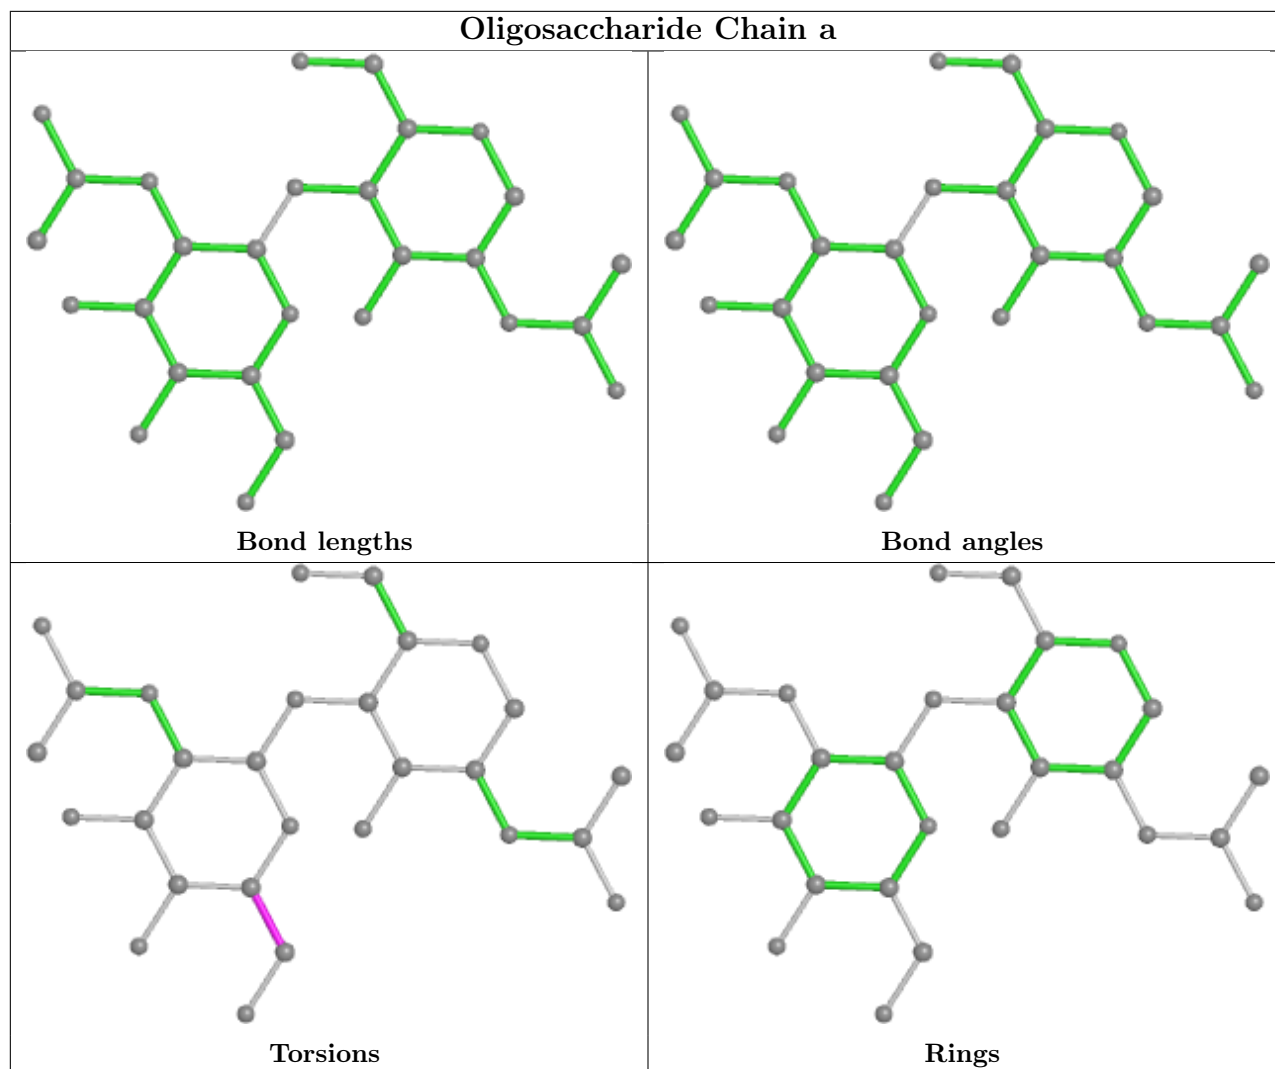 Oligosaccharide Chain a
Bond lengths
Bond angles
Torsions
Rings